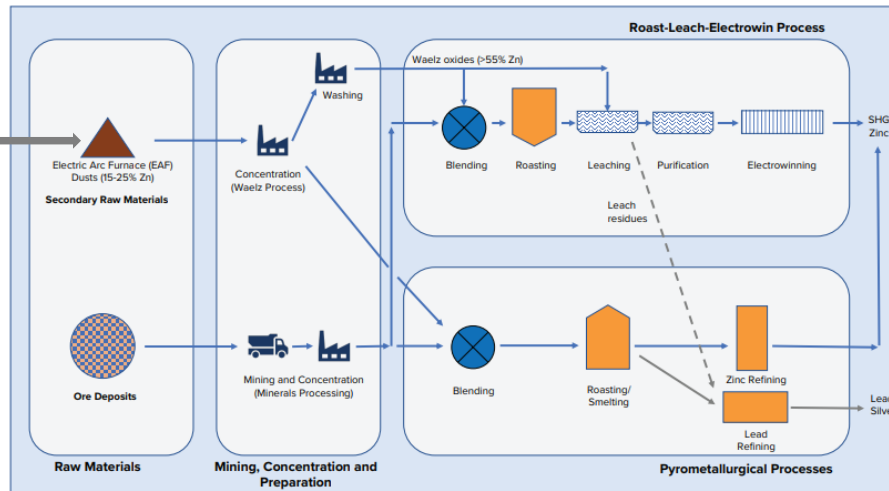 Roast-Leach-Electrowin Process
Waelz oxides (>55% Zn)
Washing
Electric Arc Furnace (EAF)
Dusts (15-25% Zn)
Secondary Raw Materials
Concentration
(Waelz Process)
Blending
Roasting
Leaching
Purification
Electrowinning
SHG
Zinc
Leach
residues
Ore Deposits
Mining and Concentration
(Minerals Processing)
Blending
Roasting/
Smelting
Zinc Refining
Lead
Refining
Lead
Silve
Raw Materials
Mining, Concentration and
Preparation
Pyrometallurgical Processes